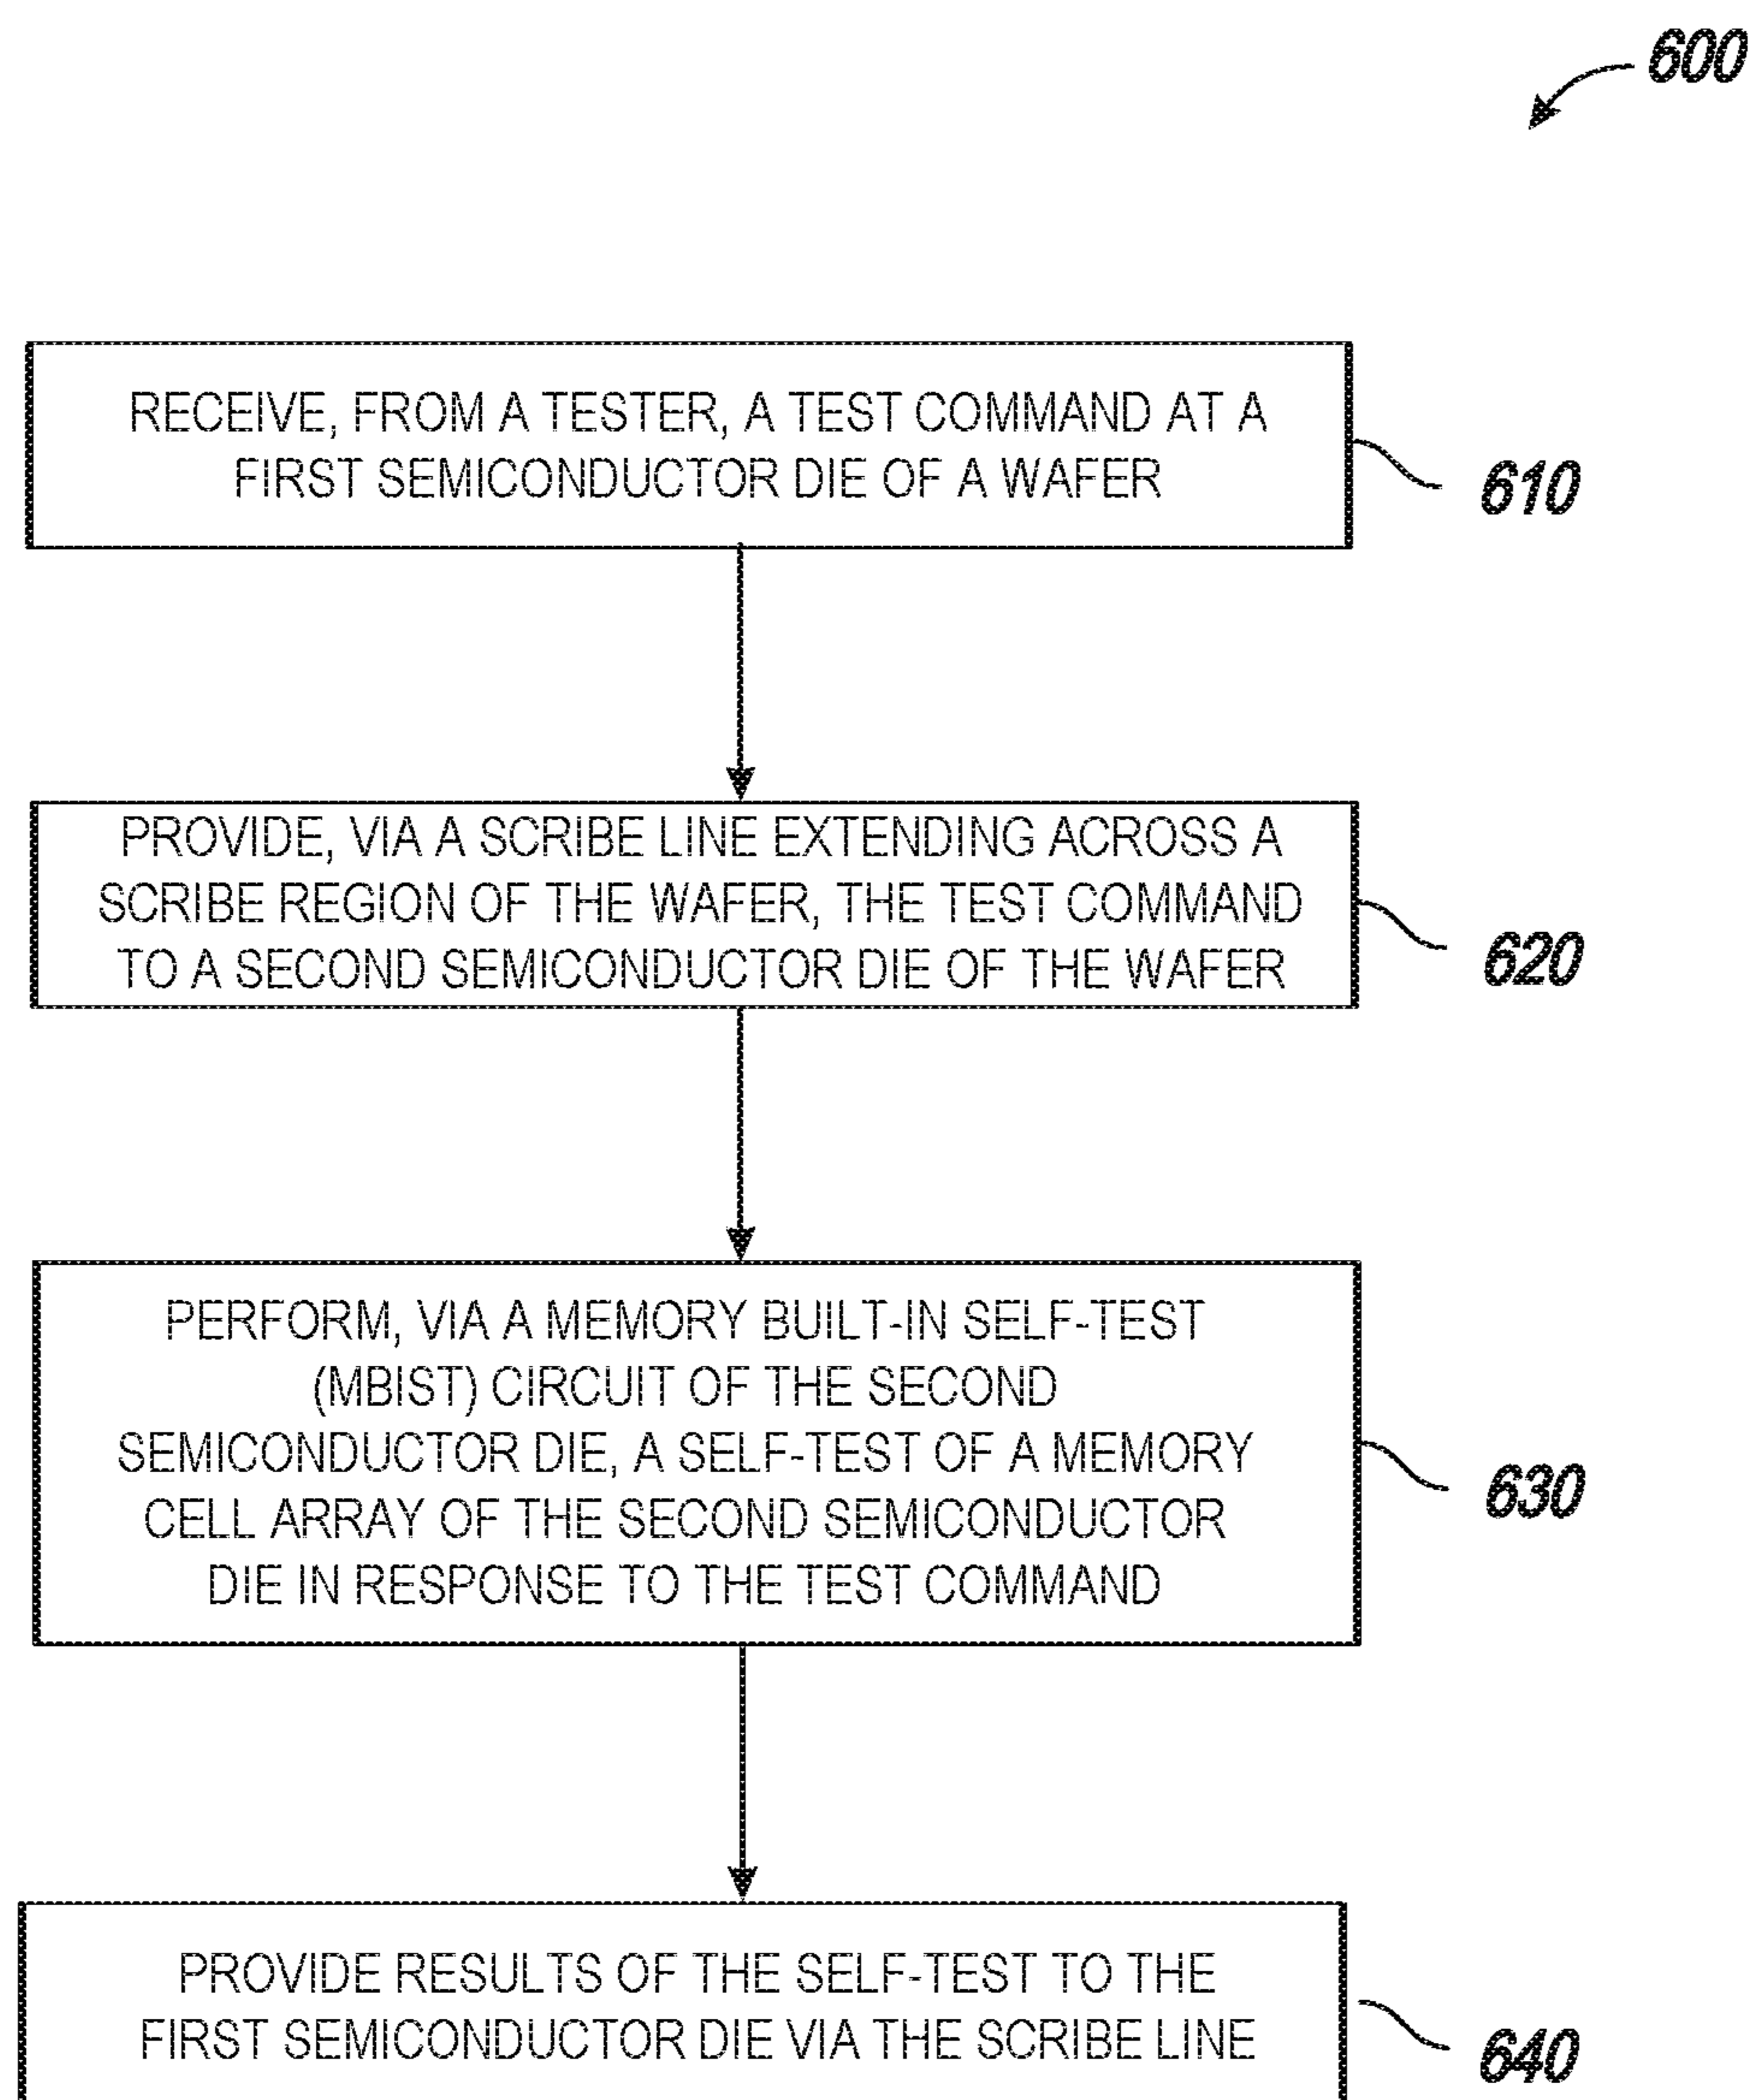 600
RECEIVE, FROM A TESTER, A TEST COMMAND AT A
FIRST SEMICONDUCTOR DIE OF A WAFER
610
PROVIDE, VIA A SCRIBE LINE EXTENDING ACROSS A
SCRIBE REGION OF THE WAFER, THE TEST COMMAND
TO A SECOND SEMICONDUCTOR DIE OF THE WAFER
620
PERFORM, VIA A MEMORY BUILT-IN SELF-TEST
(MBIST) CIRCUIT OF THE SECOND
SEMICONDUCTOR DIE, A SELF-TEST OF A MEMORY
CELL ARRAY OF THE SECOND SEMICONDUCTOR
DIE IN RESPONSE TO THE TEST COMMAND
630
PROVIDE RESULTS OF THE SELF-TEST TO THE
FIRST SEMICONDUCTOR DIE VIA THE SCRIBE LINE
640